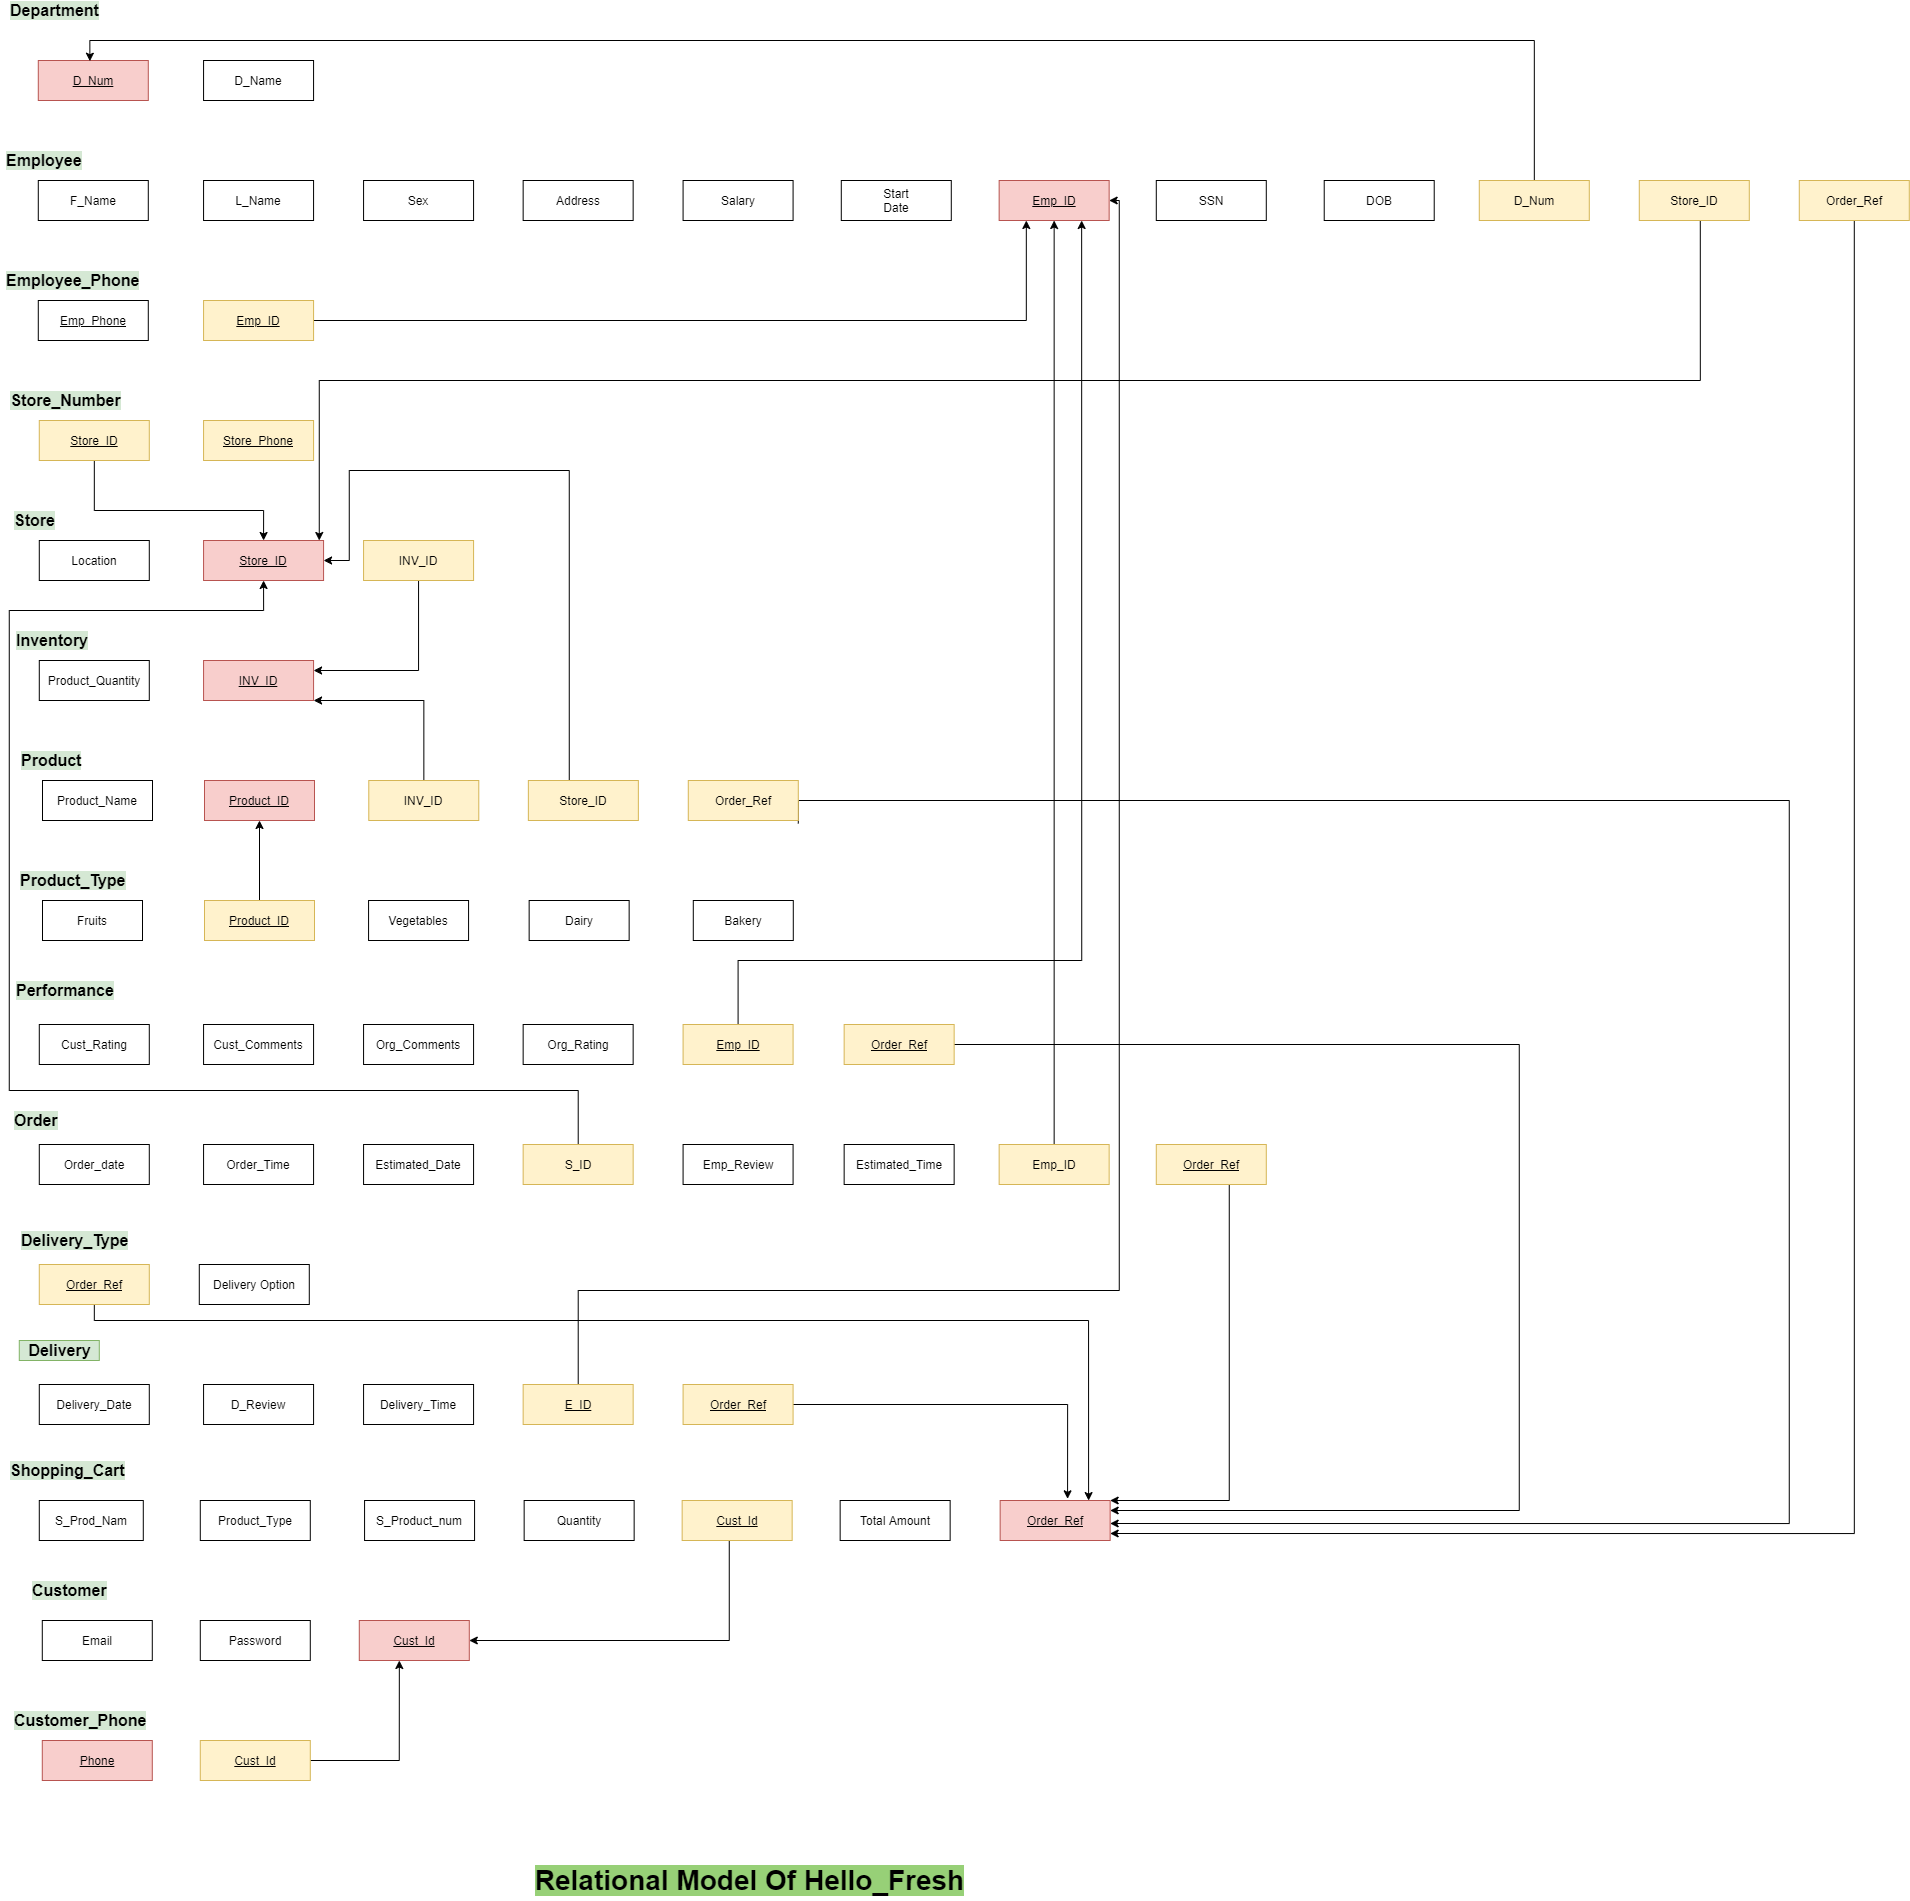 Department
D_Num
D_Name
Employee
F_Name
L_Name
Sex
Address
Salary
Start
Date
Emp_ID
SSN
DOB
D_Num
Store_ID
Order_Ref
Employee_Phone
Emp_Phone
Emp_ID
Store_Number
Store_ID
Store_Phone
Store
Location
Store_ID
INV_ID
Inventory
Product_Quantity
INV_ID
Product
Product_Name
Product_ID
INV_ID
Store_ID
Order_Ref
Product_Type
Fruits
Product_ID
Vegetables
Dairy
Bakery
Performance
Cust_Rating
Cust_Comments
Org_Comments
Org_Rating
Emp_ID
Order_Ref
Order
Order_date
Order_Time
Estimated_Date
S_ID
Emp_Review
Estimated_Time
Emp_ID
Order_Ref
Delivery_Type
Order_Ref
Delivery Option
Delivery
Delivery_Date
D_Review
Delivery_Time
E_ID
Order_Ref
Shopping_Cart
S_Prod_Nam
Product_Type
S_Product_num
Quantity
Cust_Id
Total Amount
Order_Ref
Customer
Email
Password
Cust_Id
Customer_Phone
Phone
Cust_Id
Relational Model Of Hello_Fresh